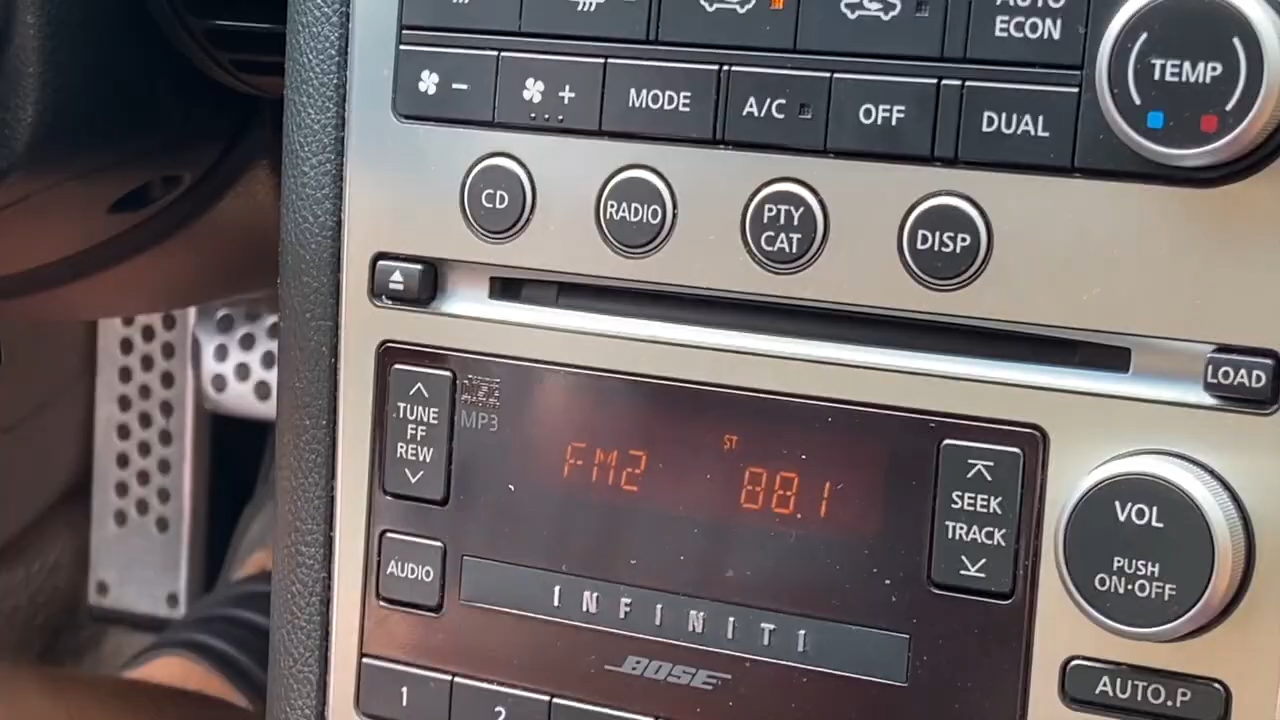 AUTO
ECON
TEMP
MODE
A/C
OFF
DUAL
CD
RADIO
PTY
CAT
DISP
LOAD
TUNE
FF
REW
MP3
FM2
ST
88.1
SEEK
TRACK
VOL
PUSH
ON·OFF
AUDIO
INFINITI
BOSE
AUTO.P
1
2